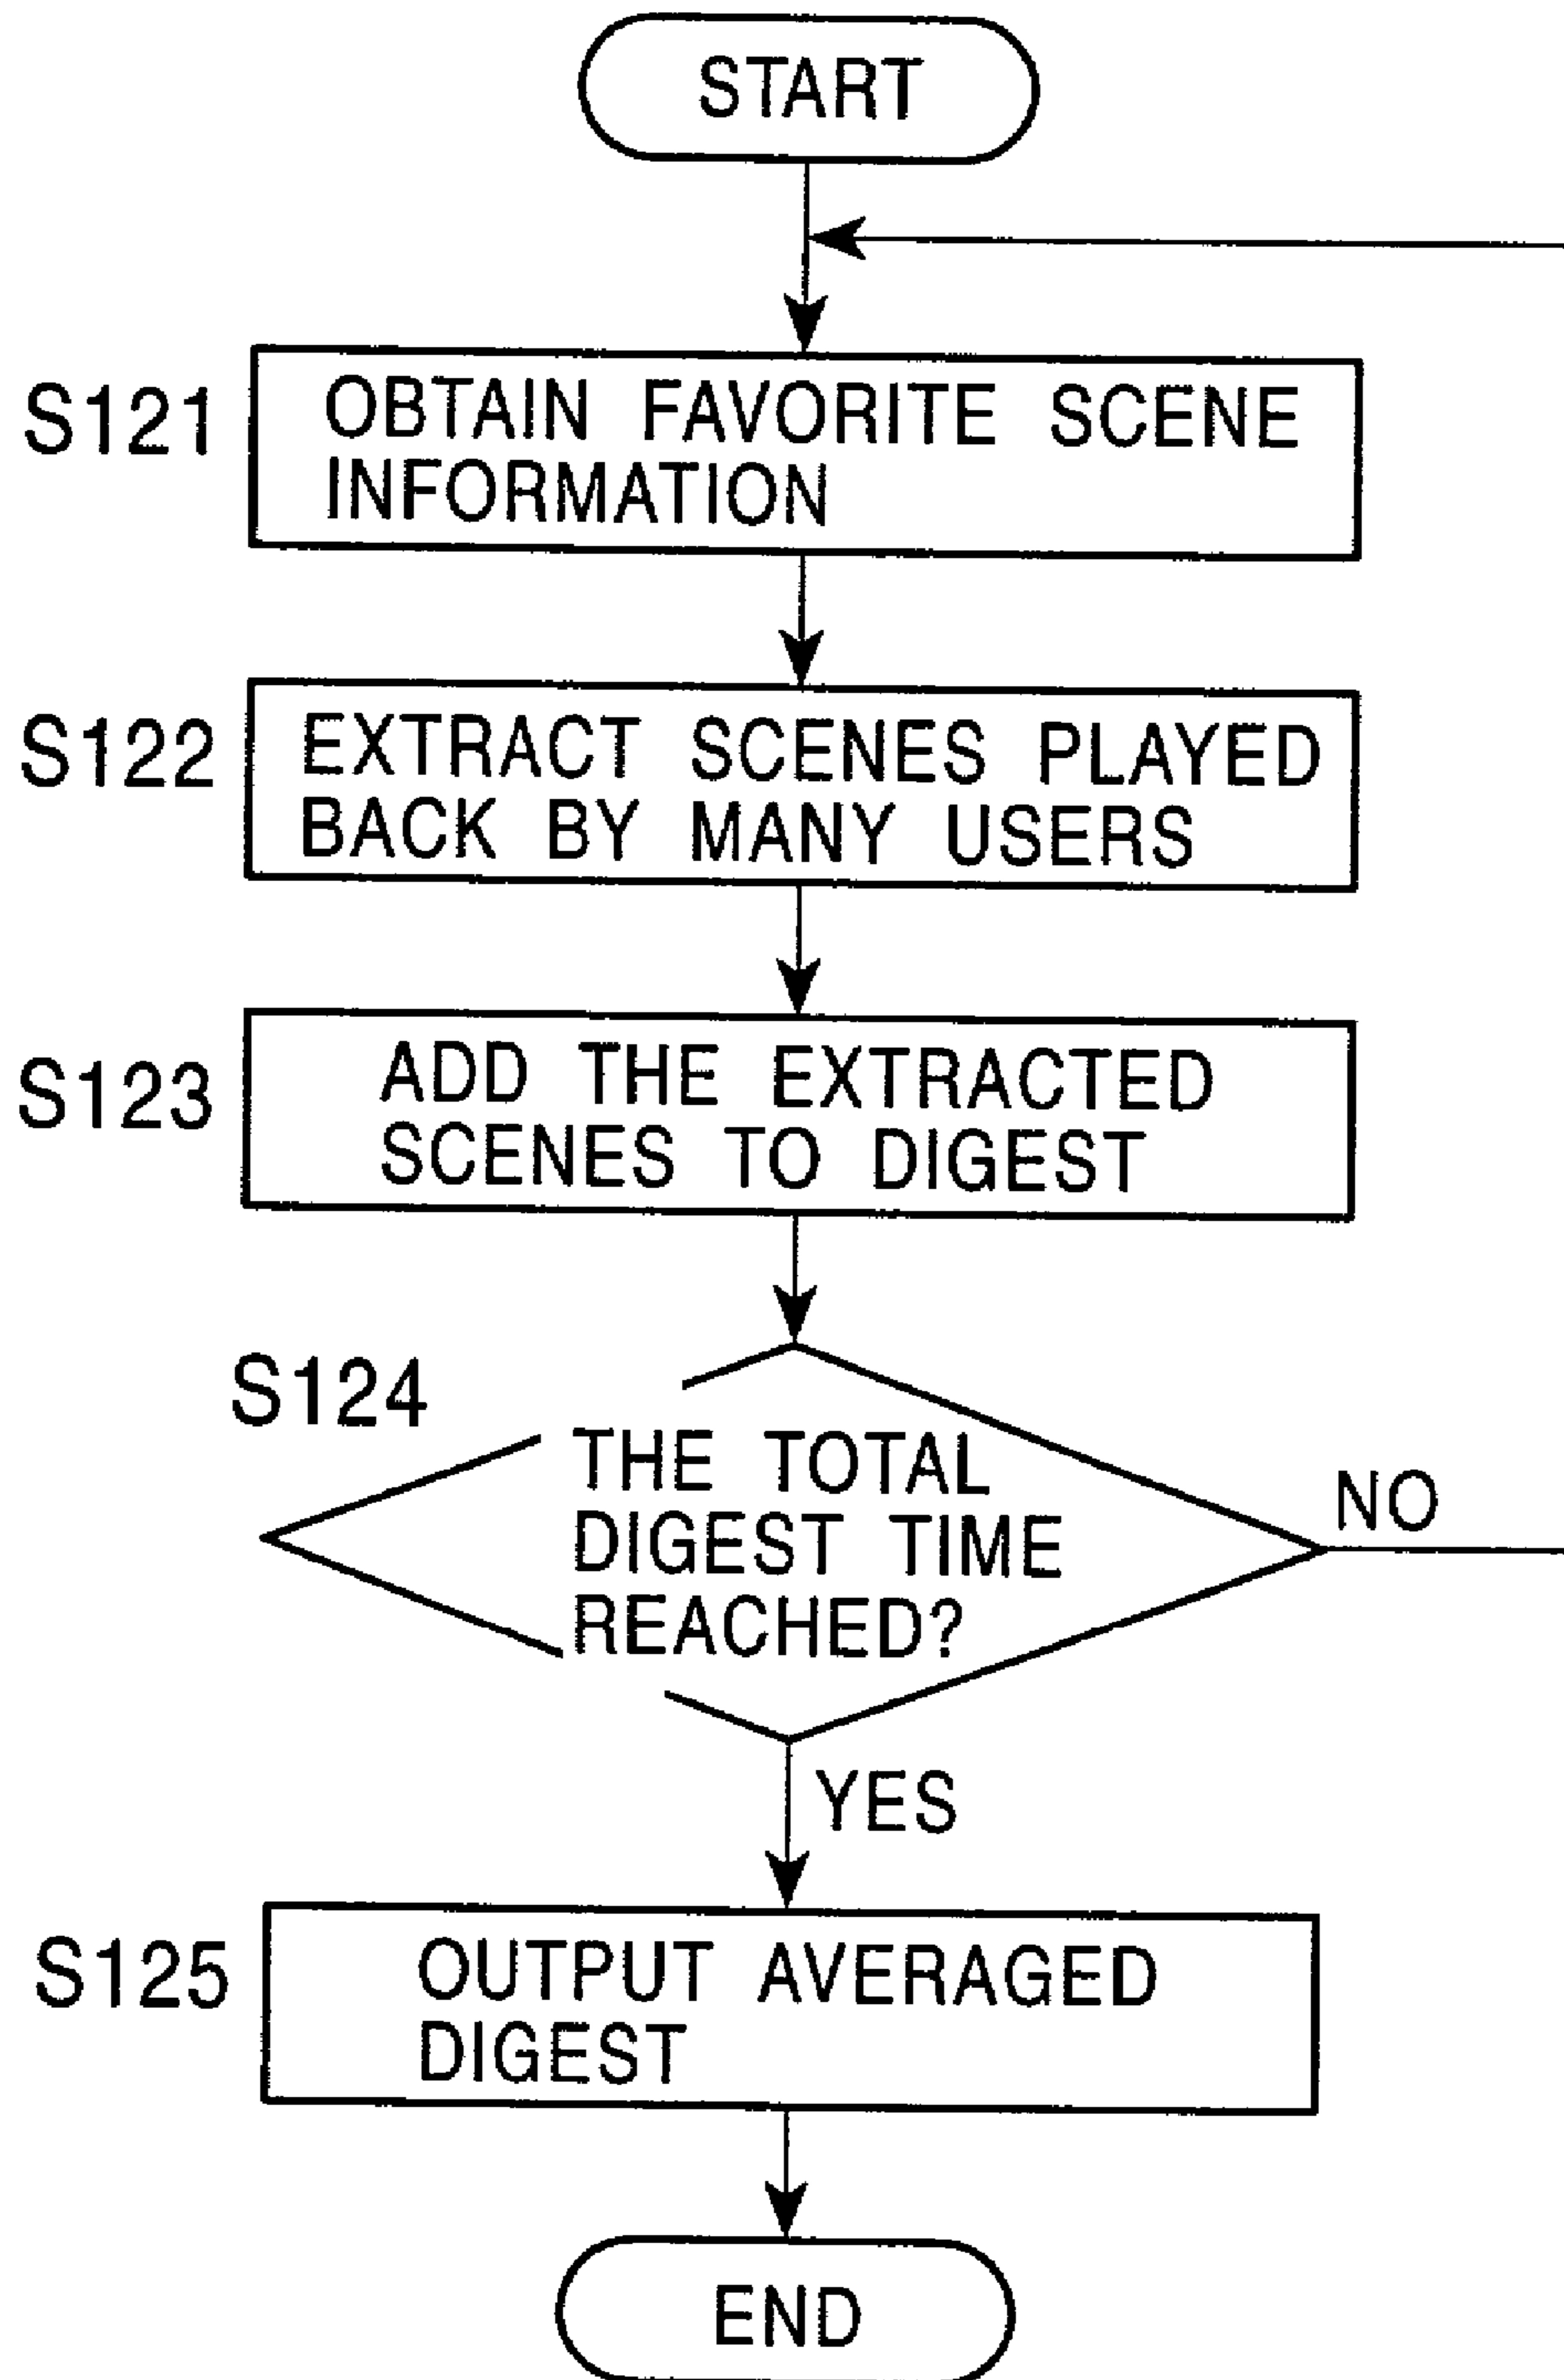 START
S121
OBTAIN FAVORITE SCENE
INFORMATION
S122
EXTRACT SCENES PLAYED
BACK BY MANY USERS
S123
ADD THE EXTRACTED
SCENES TO DIGEST
S124
THE TOTAL
DIGEST TIME
REACHED?
NO
YES
S125
OUTPUT AVERAGED
DIGEST
END